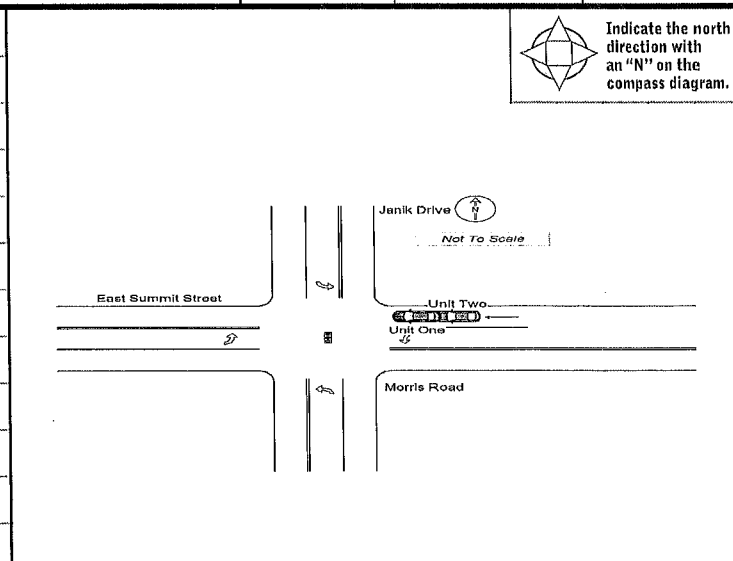 Indicate the north
direction with
an "N" on the
compass diagram.
Janik Drive
N
Not To Scale
East Summit Street
Unit Two
Unit One
Morris Road